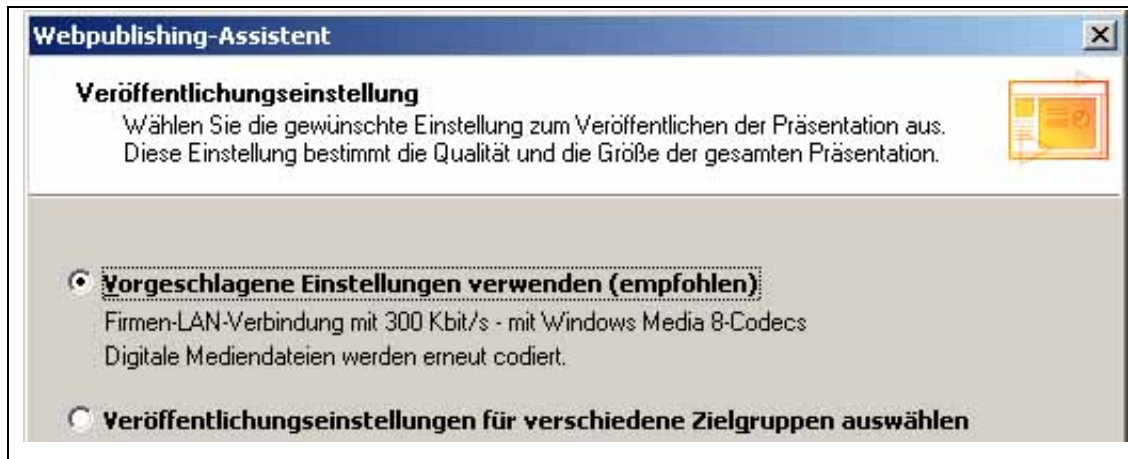 Webpublishing-Assistent
Veröffentlichungseinstellung
Wählen Sie die gewünschte Einstellung zum Veröffentlichen der Präsentation aus.
Diese Einstellung bestimmt die Qualität und die Größe der gesamten Präsentation.
Vorgeschlagene Einstellungen verwenden (empfohlen)
Firmen-LAN-Verbindung mit 300 Kbit/s - mit Windows Media 8-Codecs
Digitale Mediendateien werden erneut codiert.
Veröffentlichungseinstellungen für verschiedene Zielgruppen auswählen